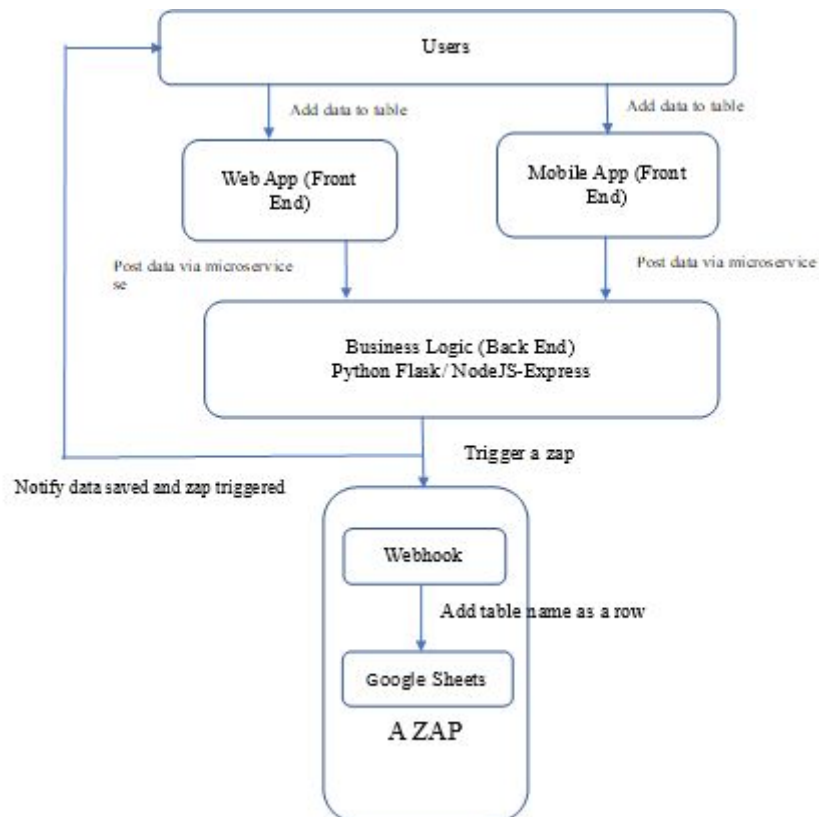 Users
Add data to table
Add data to table
Web App (Front
End)
Mobile App (Front
End)
Post data via microservice
se
Post data via microservice
Business Logic (Back End)
Python Flask/ NodeJS-Express
Trigger a zap
Notify data saved and zap triggered
Webhook
Add table name as a row
Google Sheets
A ZAP